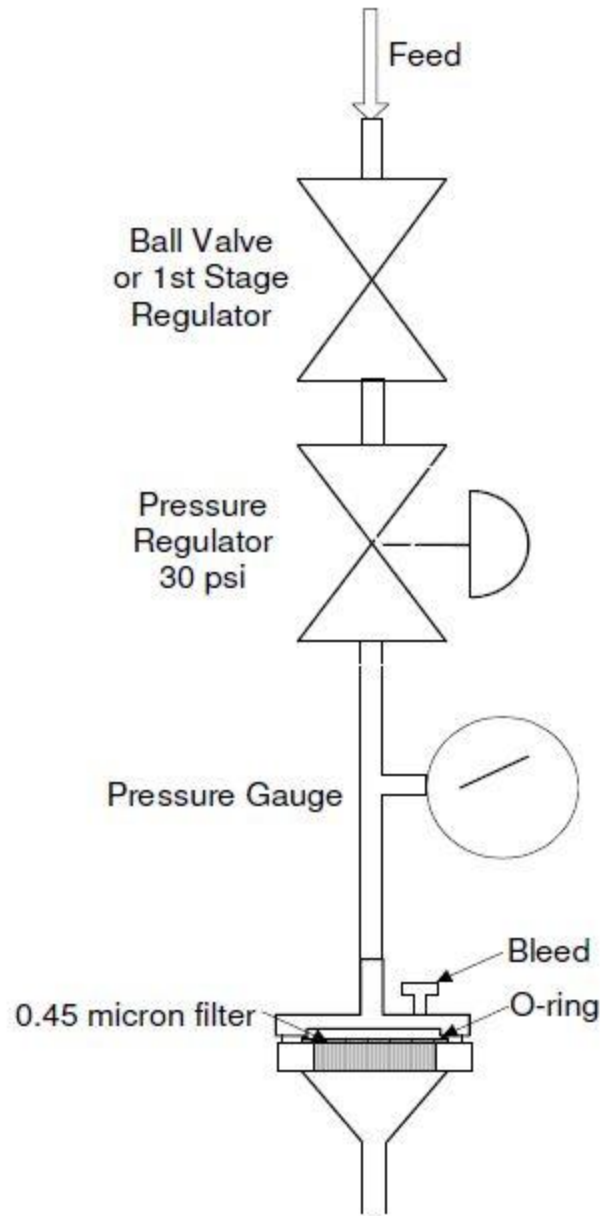 Feed
Ball Valve
or 1st Stage
Regulator
Pressure
Regulator
30 psi
Pressure Gauge
Bleed
0.45 micron filter
O-ring